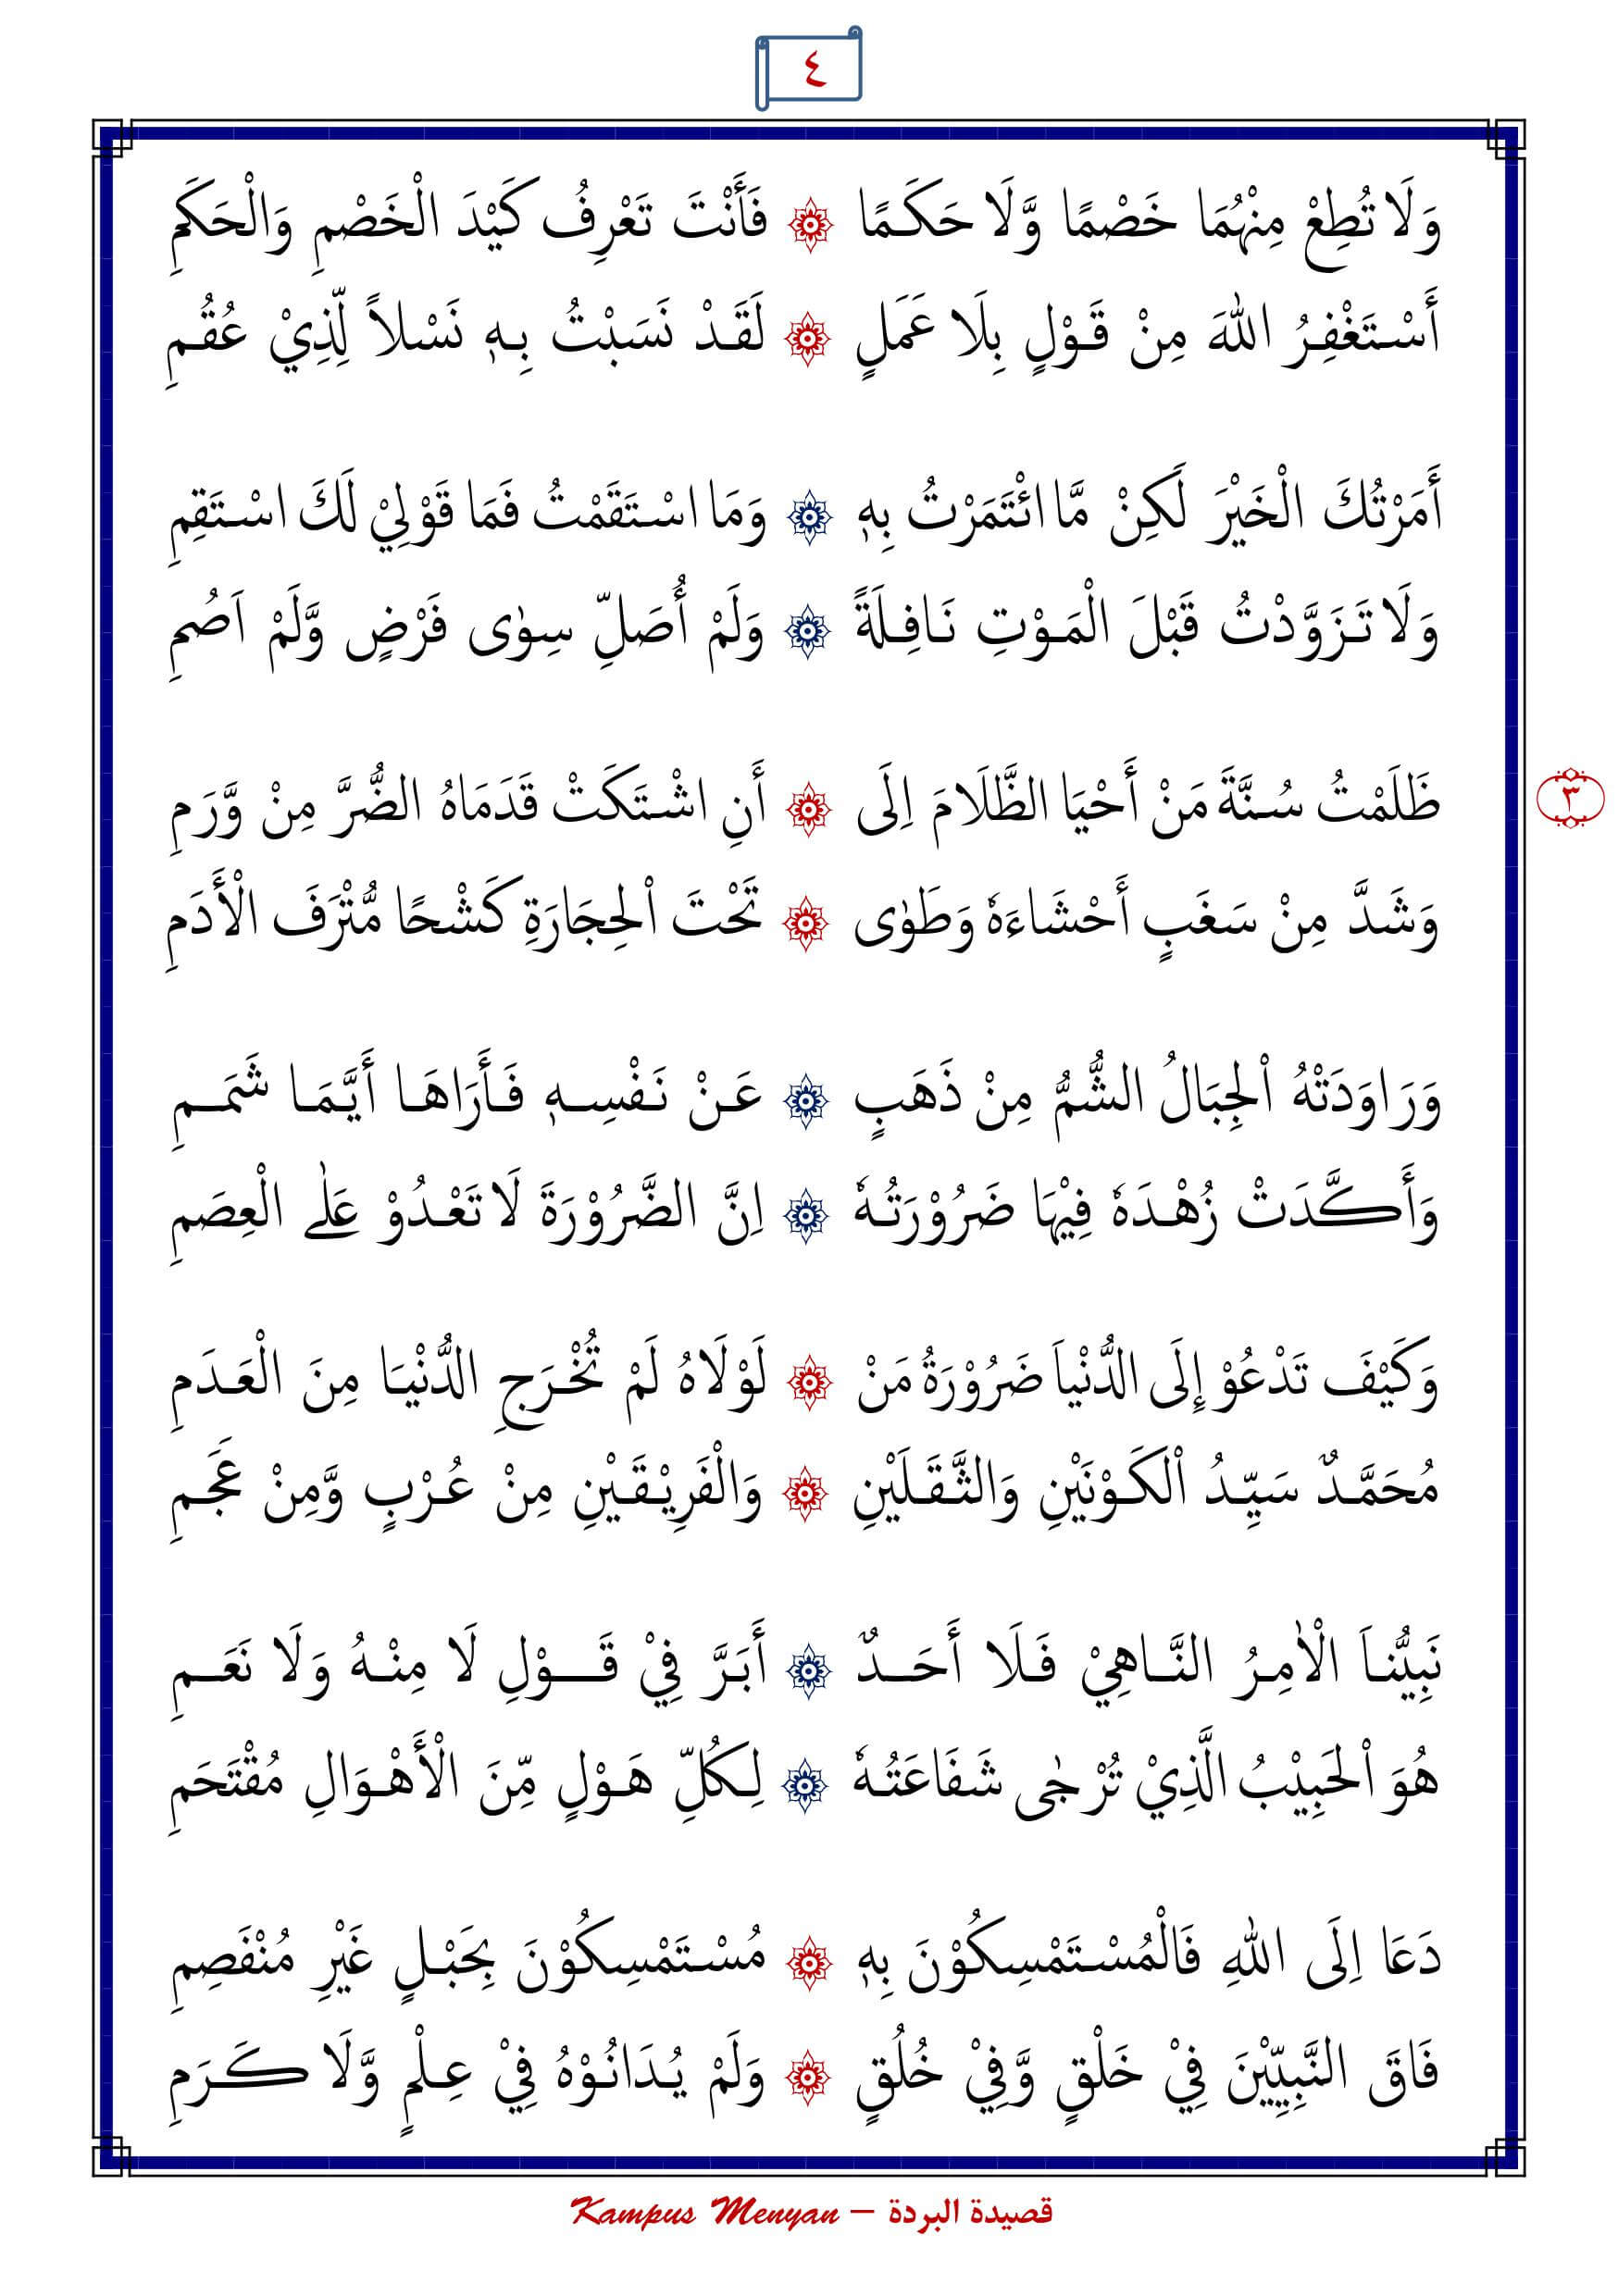 ٤
وَلَا تُطِعْ مِنْهُمَا خَصْمًا وَّلَا حَكَمًا ۞ فَأَنْتَ تَعْرِفُ كَيْدَ الْخَصْمِ وَالْحَكَمِ
أَسْتَغْفِرُ اللهَ مِنْ قَوْلٍ بِلَا عَمَلٍ ۞ لَقَدْ نَسَبْتُ بِهٖ نَسْلاً لِّذِيْ عُقُمِ
أَمَرْتُكَ الْخَيْرَ لَكِنْ مَّا ائْتَمَرْتُ بِهٖ ۞ وَمَا اسْتَقَمْتُ فَمَا قَوْلِيْ لَكَ اسْتَقِمِ
وَلَا تَزَوَّدْتُ قَبْلَ الْمَوْتِ نَافِلَةً ۞ وَلَمْ أُصَلِّ سِوٰى فَرْضٍ وَّلَمْ اَصُمِ
ظَلَمْتُ سُنَّةَ مَنْ أَحْيَا الظَّلَامَ اِلَى ۞ أَنِ اشْتَكَتْ قَدَمَاهُ الضُّرَّ مِنْ وَّرَمِ
٣
وَشَدَّ مِنْ سَغَبٍ أَحْشَاءَهٗ وَطَوٰى ۞ تَحْتَ الْحِجَارَةِ كَشْحًا مُّتْرَفَ الْأَدَمِ
وَرَاوَدَتْهُ الْجِبَالُ الشُّمُّ مِنْ ذَهَبٍ ۞ عَنْ نَفْسِهٖ فَأَرَاهَا أَيَّمَا شَمَمِ
وَأَكَّدَتْ زُهْدَهٗ فِيْهَا ضَرُوْرَتُهٗ ۞ اِنَّ الضَّرُوْرَةَ لَا تَعْدُوْ عَلٰى الْعِصَمِ
وَكَيْفَ تَدْعُوْ إِلَى الدُّنْياَ ضَرُوْرَةُ مَنْ ۞ لَوْلَاهُ لَمْ تُخْرَجِ الدُّنْيَا مِنَ الْعَدَمِ
مُحَمَّدٌ سَيِّدُ الْكَوْنَيْنِ وَالثَّقَلَيْنِ ۞ وَالْفَرِيْقَيْنِ مِنْ عُرْبٍ وَّمِنْ عَجَمِ
نَبِيُّناَ الْاٰمِرُ النَّاهِيْ فَلَا أَحَدٌ ۞ أَبَرَّ فِيْ قَوْلِ لَا مِنْهُ وَلَا نَعَمِ
هُوَ الْحَبِيْبُ الَّذِيْ تُرْجٰى شَفَاعَتُهٗ ۞ لِكُلِّ هَوْلٍ مِّنَ الْأَهْوَالِ مُقْتَحَمِ
دَعَا اِلَى اللهِ فَالْمُسْتَمْسِكُوْنَ بِهٖ ۞ مُسْتَمْسِكُوْنَ بِحَبْلٍ غَيْرِ مُنْفَصِمِ
فَاقَ النَّبِيِّيْنَ فِيْ خَلْقٍ وَّفِيْ خُلُقٍ ۞ وَلَمْ يُدَانُوْهُ فِيْ عِلْمٍ وَّلَا كَرَمِ
قصيدة البردة – Kampus Menyan